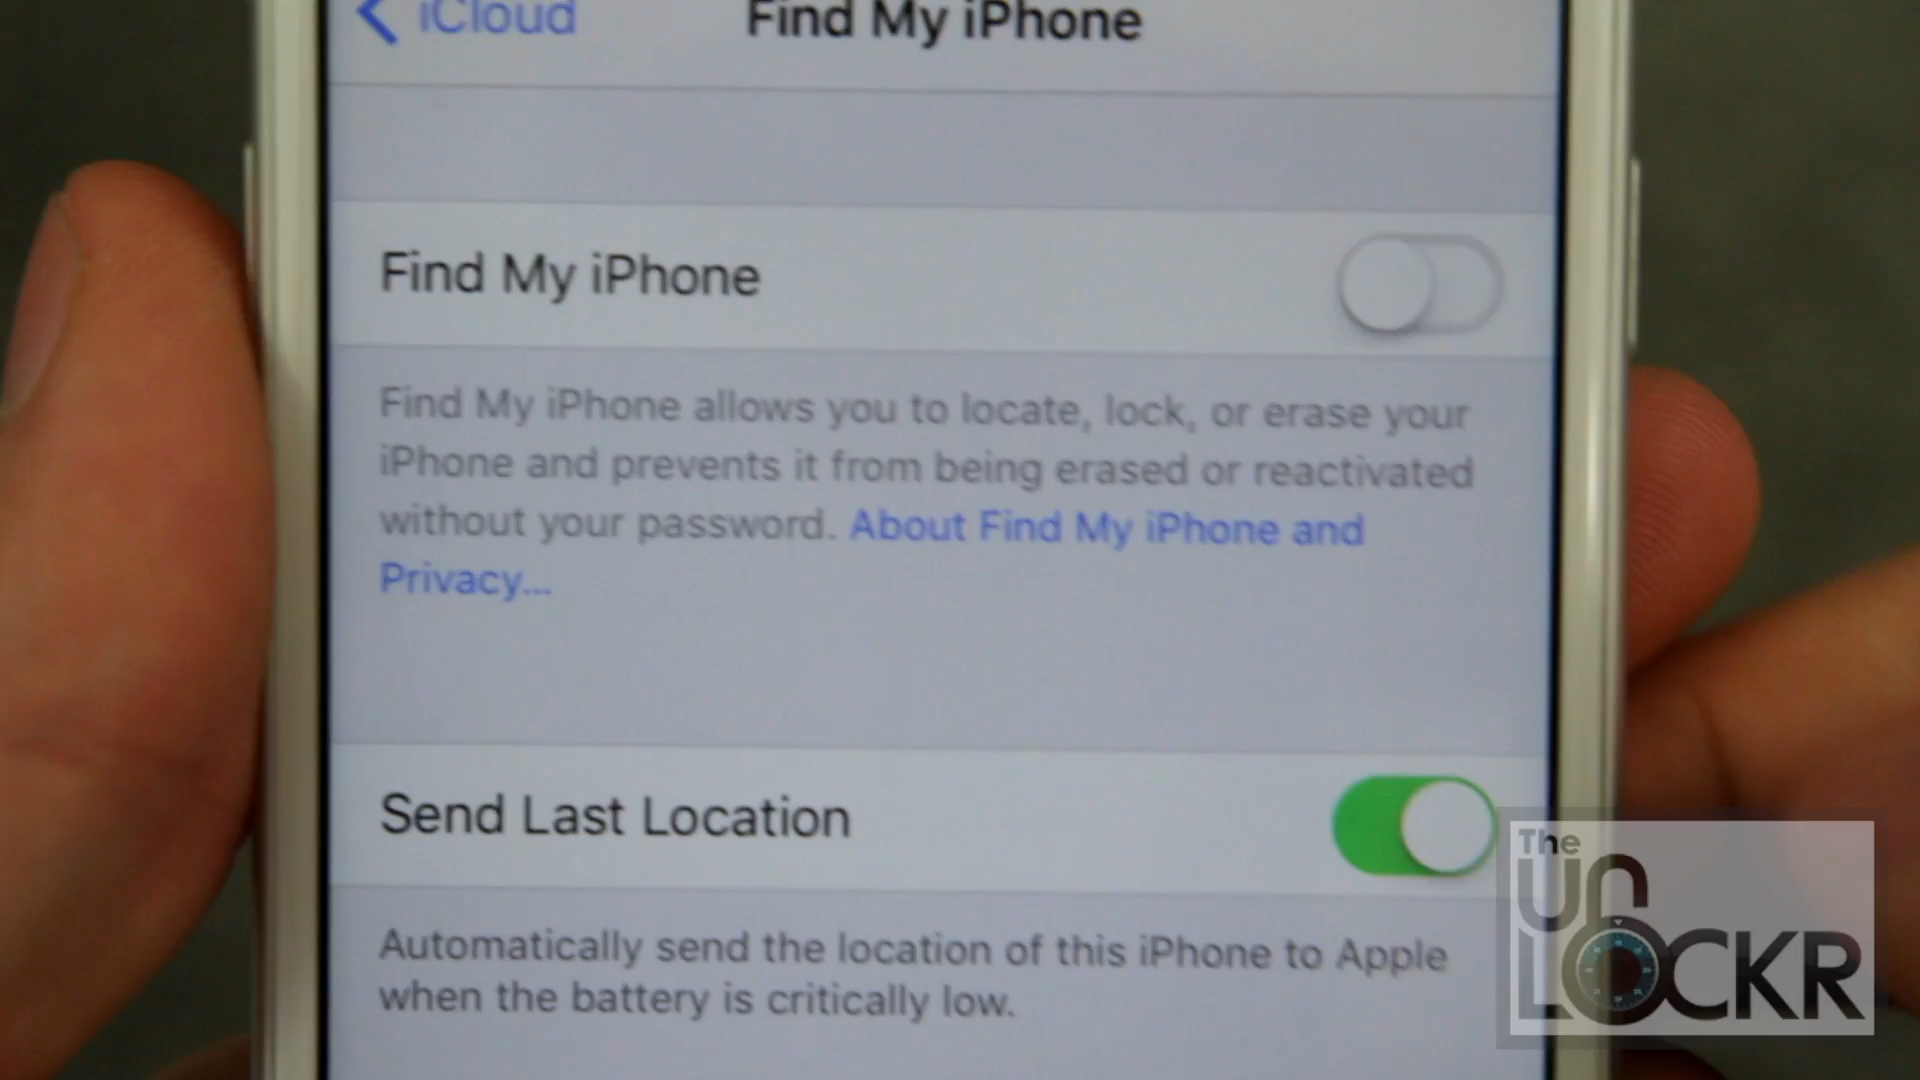 iCloud Find My iPhone
Find My iPhone
Find My iPhone allows you to locate, lock, or erase your
iPhone and prevents it from being erased or reactivated
without your password. About Find My iPhone and
Privacy...
Send Last Location
Automatically send the location of this iPhone to Apple
when the battery is critically low.
The
UN
LOCKR